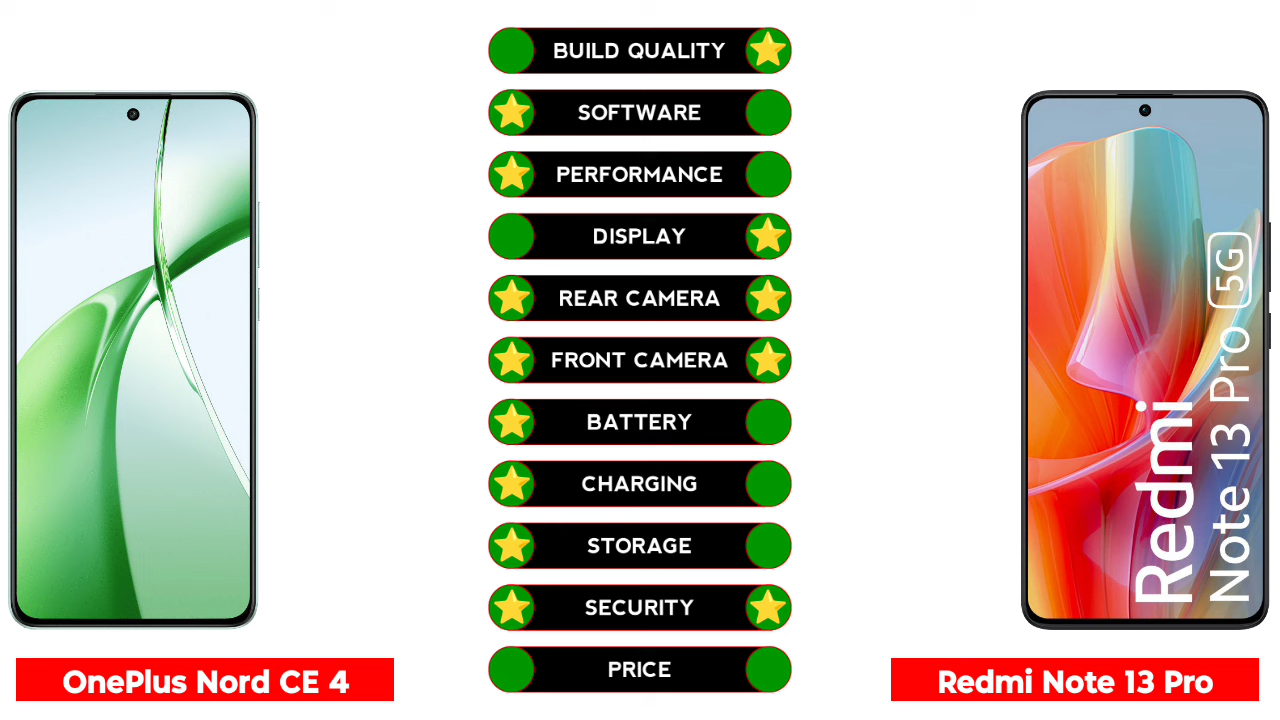 BUILD QUALITY
SOFTWARE
PERFORMANCE
DISPLAY
REAR CAMERA
FRONT CAMERA
BATTERY
CHARGING
STORAGE
SECURITY
PRICE
Redmi
Note 13 Pro 5G
OnePlus Nord CE 4
Redmi Note 13 Pro